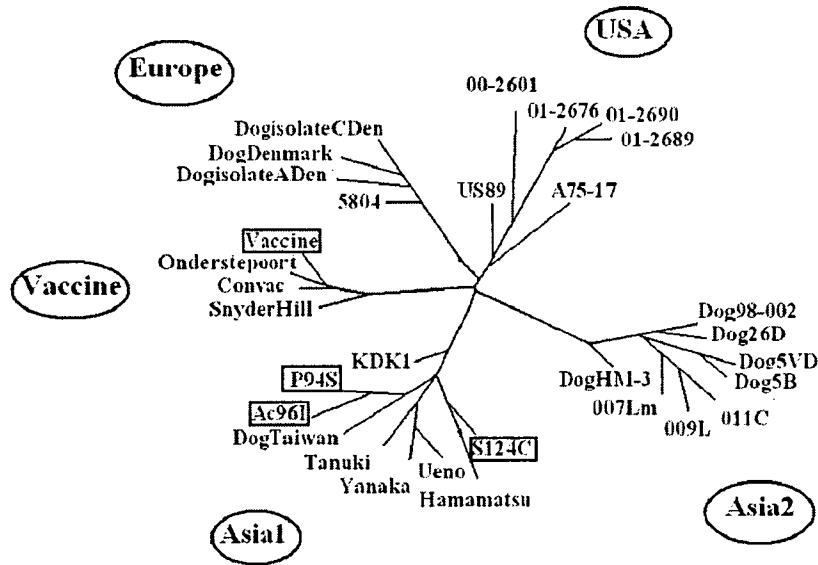 USA
Europe
00-2601
01-2676
01-2690
01-2689
DogisolateCDen
DogDenmark
DogisolateADen
5804
US89
A75-17
Vaccine
Onderstepoort
Convac
SnyderHill
Vaccine
Dog98-002
Dog26D
Dog5VD
Dog5B
DogHM-3
007Lm
009L
011C
KDK1
P94S
Ac96I
DogTaiwan
Tanuki
Yanaka
Ueno
Hamamatsu
S124C
Asia1
Asia2